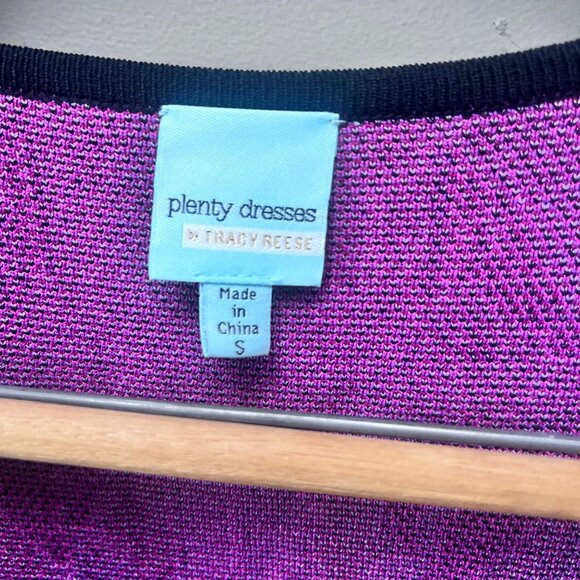 plenty dresses
by TRACY REESE
Made
in
China
S